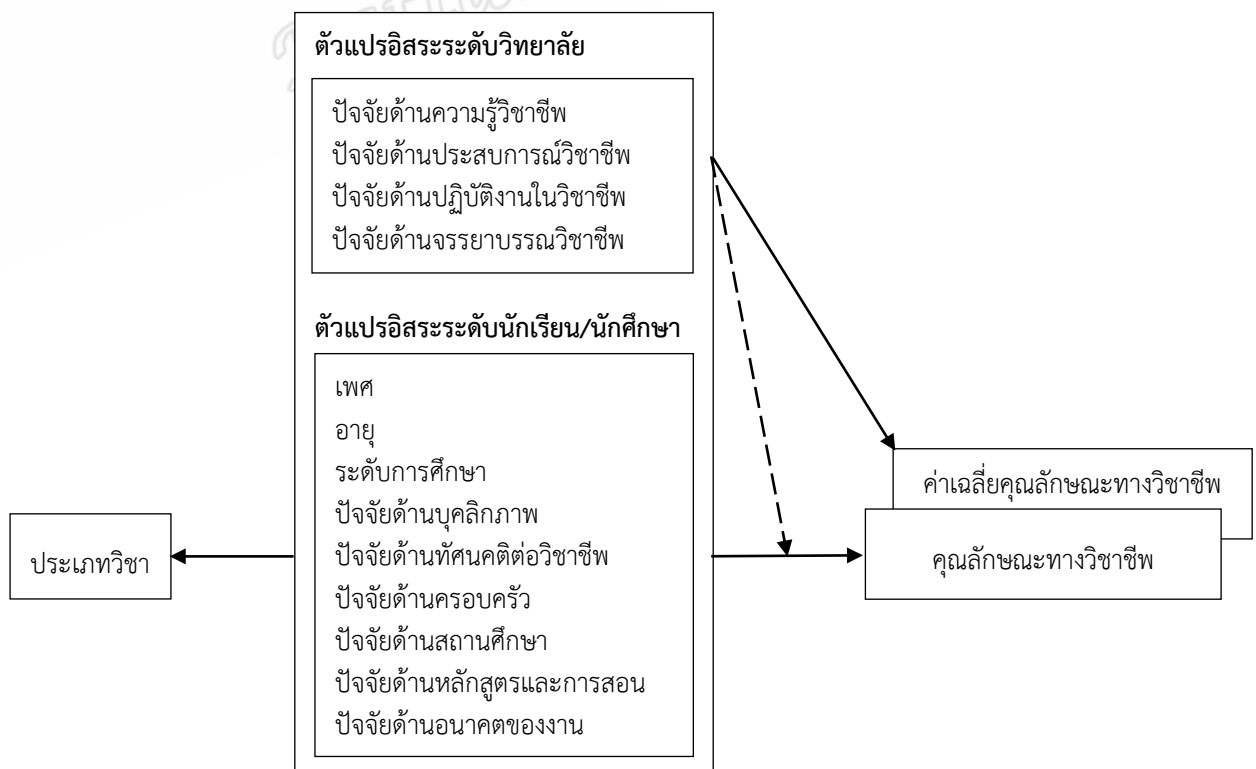 ตัวแปรอิสระระดับวิทยาลัย
ปัจจัยด้านความรู้วิชาชีพ
ปัจจัยด้านประสบการณ์วิชาชีพ
ปัจจัยด้านปฏิบัติงานในวิชาชีพ
ปัจจัยด้านจรรยาบรรณวิชาชีพ
ตัวแปรอิสระระดับนักเรียน/นักศึกษา
เพศ
อายุ
ระดับการศึกษา
ปัจจัยด้านบุคลิกภาพ
ปัจจัยด้านทัศนคติต่อวิชาชีพ
ปัจจัยด้านครอบครัว
ปัจจัยด้านสถานศึกษา
ปัจจัยด้านหลักสูตรและการสอน
ปัจจัยด้านอนาคตของงาน
ประเภทวิชา
ค่าเฉลี่ยคุณลักษณะทางวิชาชีพ
คุณลักษณะทางวิชาชีพ